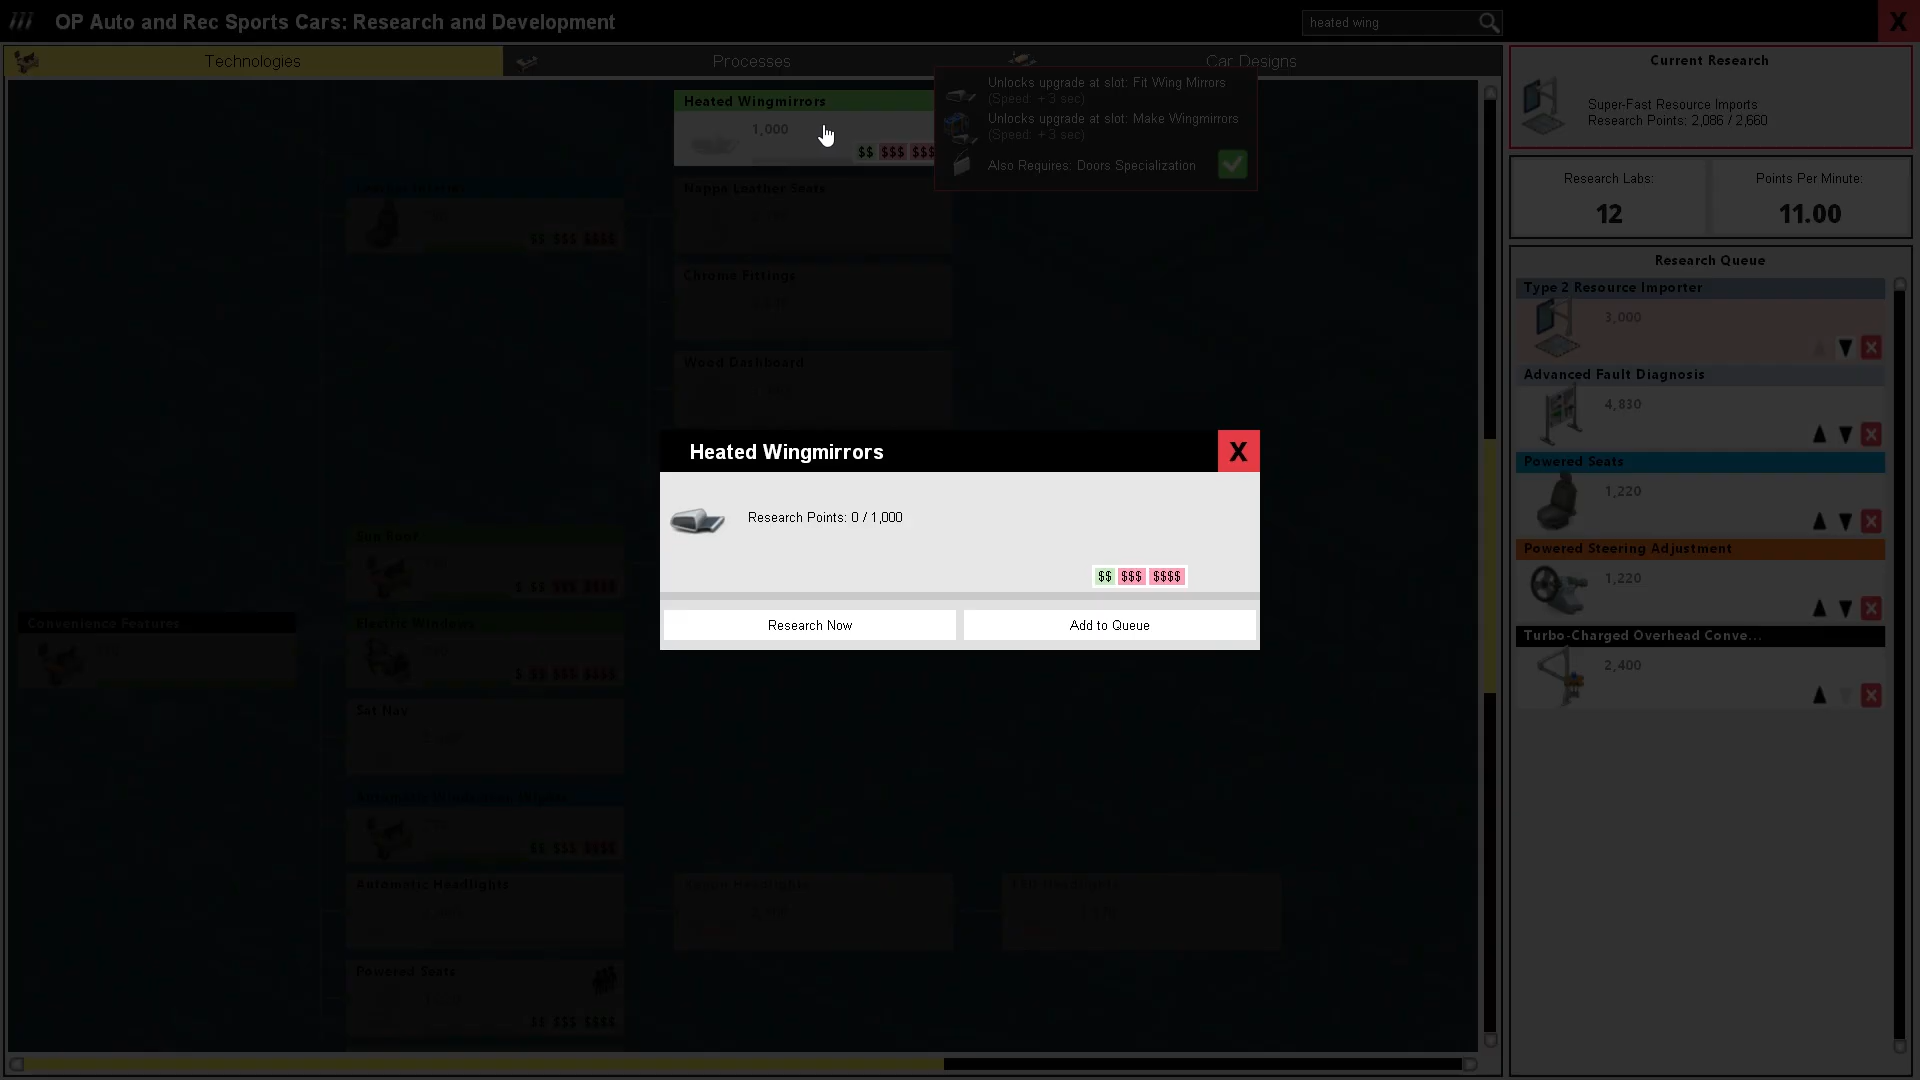 OP Auto and Rec Sports Cars: Research and Development
heated wing
X
Technologies
Processes
Car Designs
Heated Wingmirrors
1,000
$$ $$$ $$$
Unlocks upgrade at slot: Fit Wing Mirrors
(Speed: +3 sec)
Unlocks upgrade at slot: Make Wingmirrors
(Speed: +3 sec)
Also Requires: Doors Specialization
Nappa Leather Seats
$$ $$$ $$$$
Chrome Fittings
Wood Dashboard
Sun Roof
$ $$ $$$ $$$$
Convenience Features
Electric Windows
$ $$ $$$ $$$$
Sat Nav
$$ $$$ $$$$
Automatic Headlights
Powered Seats
$$ $$$ $$$$
Heated Wingmirrors
X
Research Points: 0 / 1,000
$$ $$$ $$$$
Research Now
Add to Queue
Current Research
Super-Fast Resource Imports
Research Points: 2,086 / 2,660
Research Labs:
12
Points Per Minute:
11.00
Research Queue
Type 2 Resource Importer
3,000
Advanced Fault Diagnosis
4,830
Powered Seats
1,220
Powered Steering Adjustment
1,220
Turbo-Charged Overhead Conve...
2,400